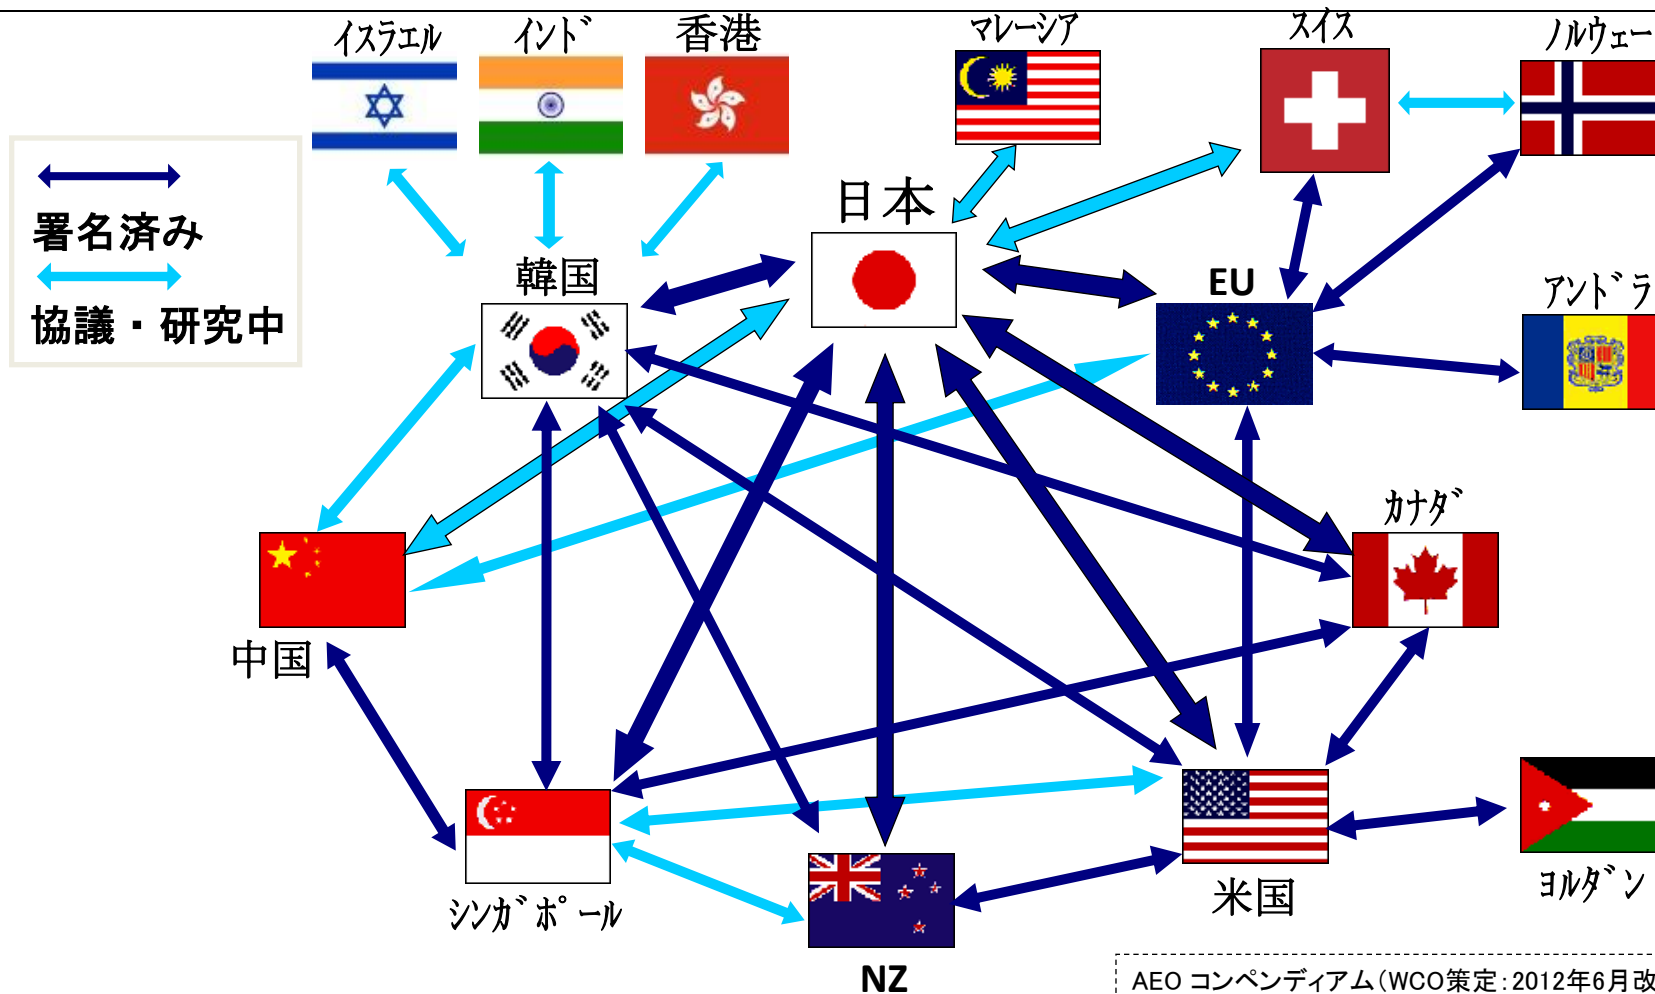 イスラエル
インド
香港
マレーシア
スイス
ノルウェー
署名済み
協議・研究中
日本
韓国
EU
アンドラ
カナダ
中国
シンガポール
NZ
米国
ヨルダン
AEO コンペンディアム（WCO策定：2012年6月改